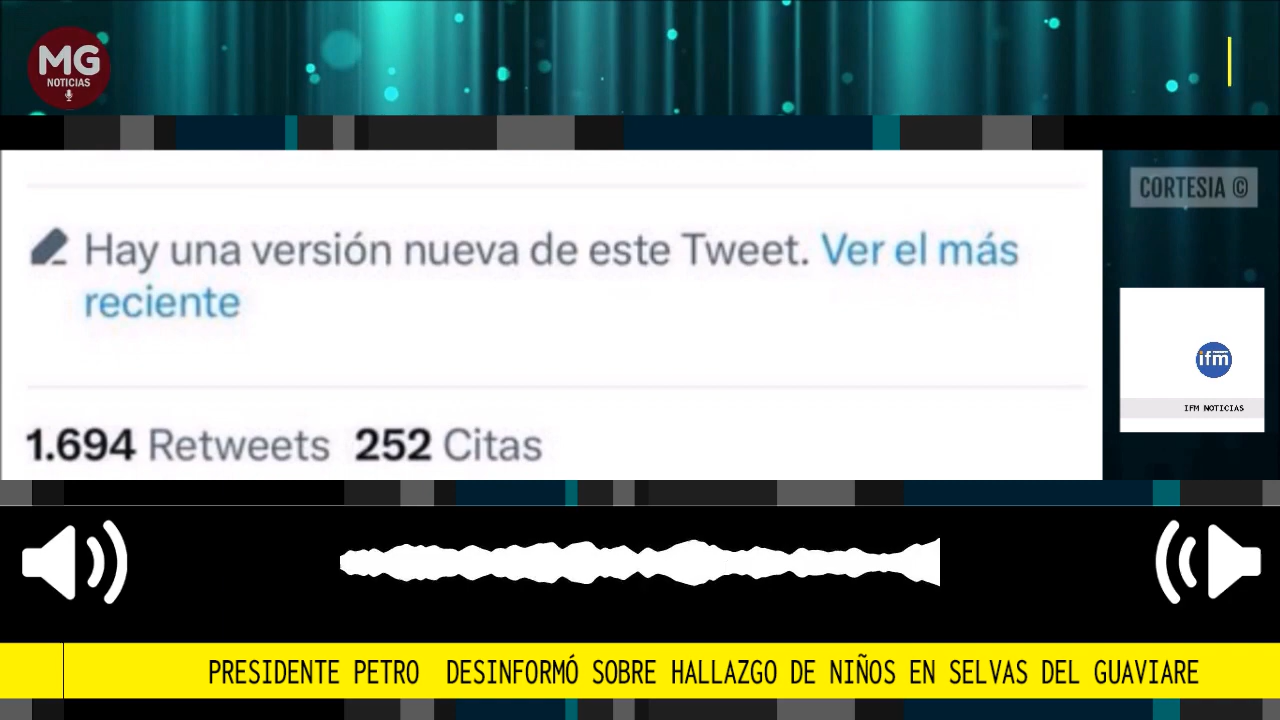 MG
NOTICIAS
CORTESIA ©
Hay una versión nueva de este Tweet. Ver el más
reciente
ifm
IFM NOTICIAS
1.694 Retweets 252 Citas
PRESIDENTE PETRO DESINFORMÓ SOBRE HALLAZGO DE NIÑOS EN SELVAS DEL GUAVIARE